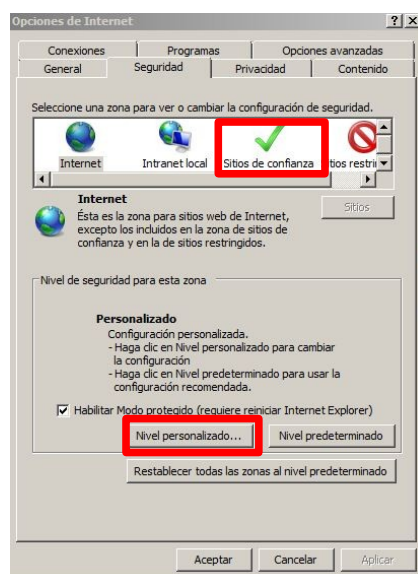 Opciones de Internet
Conexiones Programas Opciones avanzadas
General Seguridad Privacidad Contenido
Seleccione una zona para ver o cambiar la configuración de seguridad.
Internet Intranet local Sitios de confianza tios restri
Internet
Sitios
Ésta es la zona para sitios web de Internet,
excepto los incluidos en la zona de sitios de
confianza y en la de sitios restringidos.
Nivel de seguridad para esta zona
Personalizado
Configuración personalizada.
- Haga clic en Nivel personalizado para cambiar
la configuración
- Haga clic en Nivel predeterminado para usar la
configuración recomendada.
Habilitar Modo protegido (requiere reiniciar Internet Explorer)
Nivel personalizado... Nivel predeterminado
Restablecer todas las zonas al nivel predeterminado
Aceptar Cancelar Aplicar